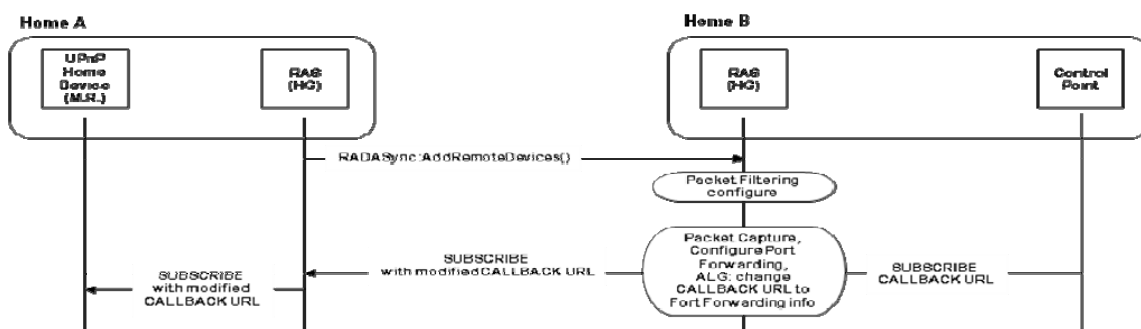 Home A
Home B
UPnP
Home
Device
(M.R.)
RAS
(HG)
RAS
(HG)
Control
Point
RADASync:AddRemoteDevices()
Packet Filtering
configure
Packet Capture,
Configure Port
Forwarding,
ALG: change
CALLBACK URL to
Port Forwarding info
SUBSCRIBE
with modified CALLBACK URL
SUBSCRIBE
CALLBACK URL
SUBSCRIBE
with modified
CALLBACK URL